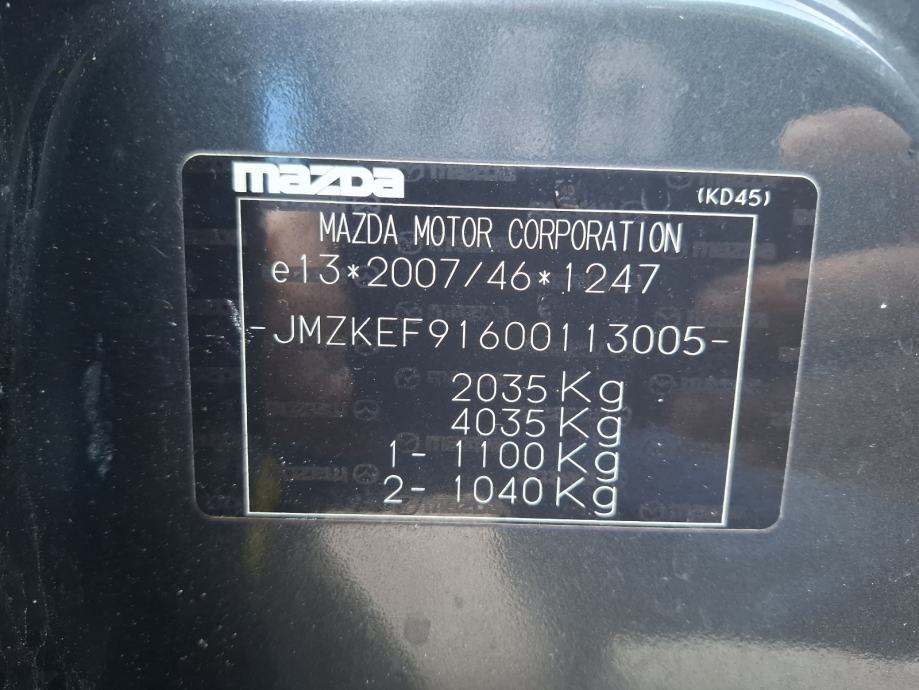 mazda
(KD45)
MAZDA MOTOR CORPORATION
e13*2007/46*1247
-JMZKEF91600113005-
2035 Kg
4035 Kg
1- 1100 Kg
2- 1040 Kg